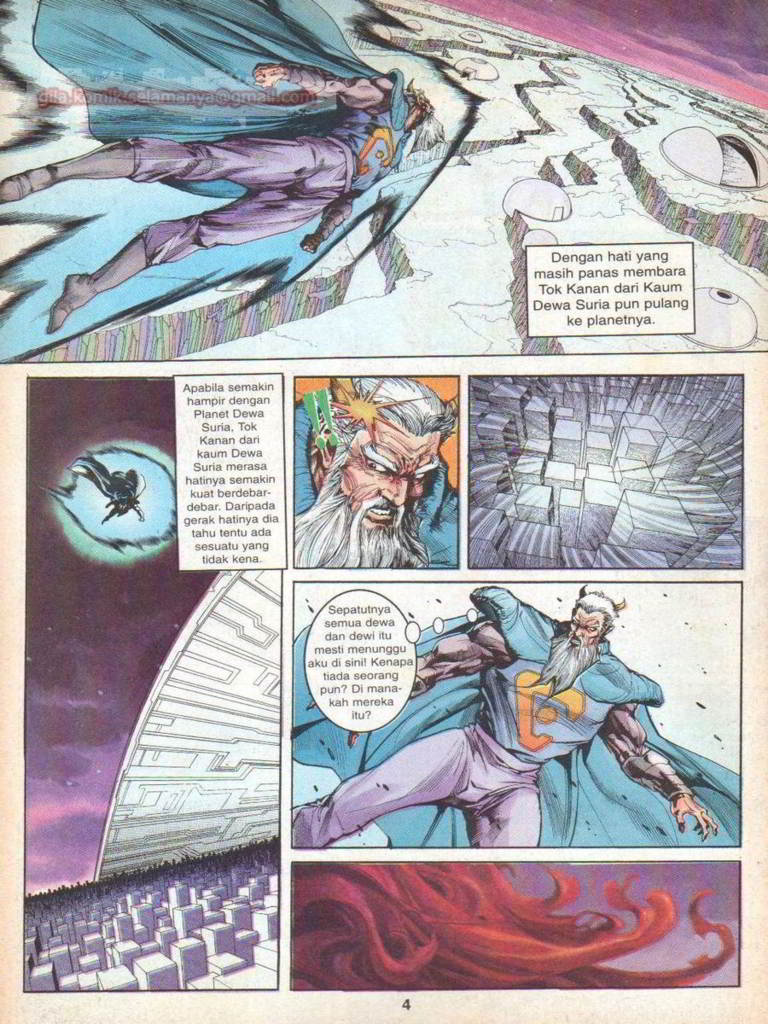 gila.komik.selamanya@gmail.com
Dengan hati yang
masih panas membara
Tok Kanan dari Kaum
Dewa Suria pun pulang
ke planetnya.
Apabila semakin
hampir dengan
Planet Dewa
Suria, Tok
Kanan dari
kaum Dewa
Suria merasa
hatinya semakin
kuat berdebar-
debar. Daripada
gerak hatinya dia
tahu tentu ada
sesuatu yang
tidak kena.
Sepatutnya
semua dewa
dan dewi itu
mesti menunggu
aku di sini! Kenapa
tiada seorang
pun? Di mana-
kah mereka
itu?
4